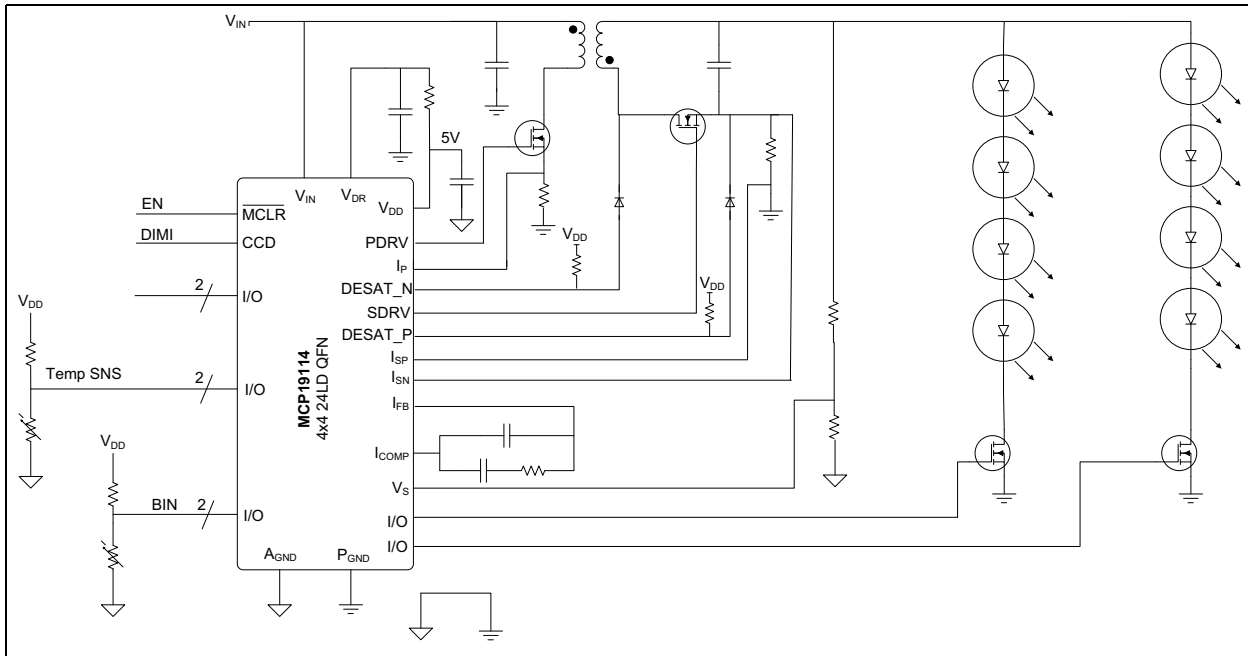 VIN
5V
VIN
VDR
VDD
EN
MCLR
DIMI
CCD
PDRV
IP
VDD
2
I/O
DESAT_N
VDD
VDD
SDRV
DESAT_P
ISP
Temp SNS
2
I/O
MCP19114
4x4 24LD QFN
ISN
IFB
VDD
ICOMP
VS
BIN
2
I/O
I/O
I/O
AGND
PGND